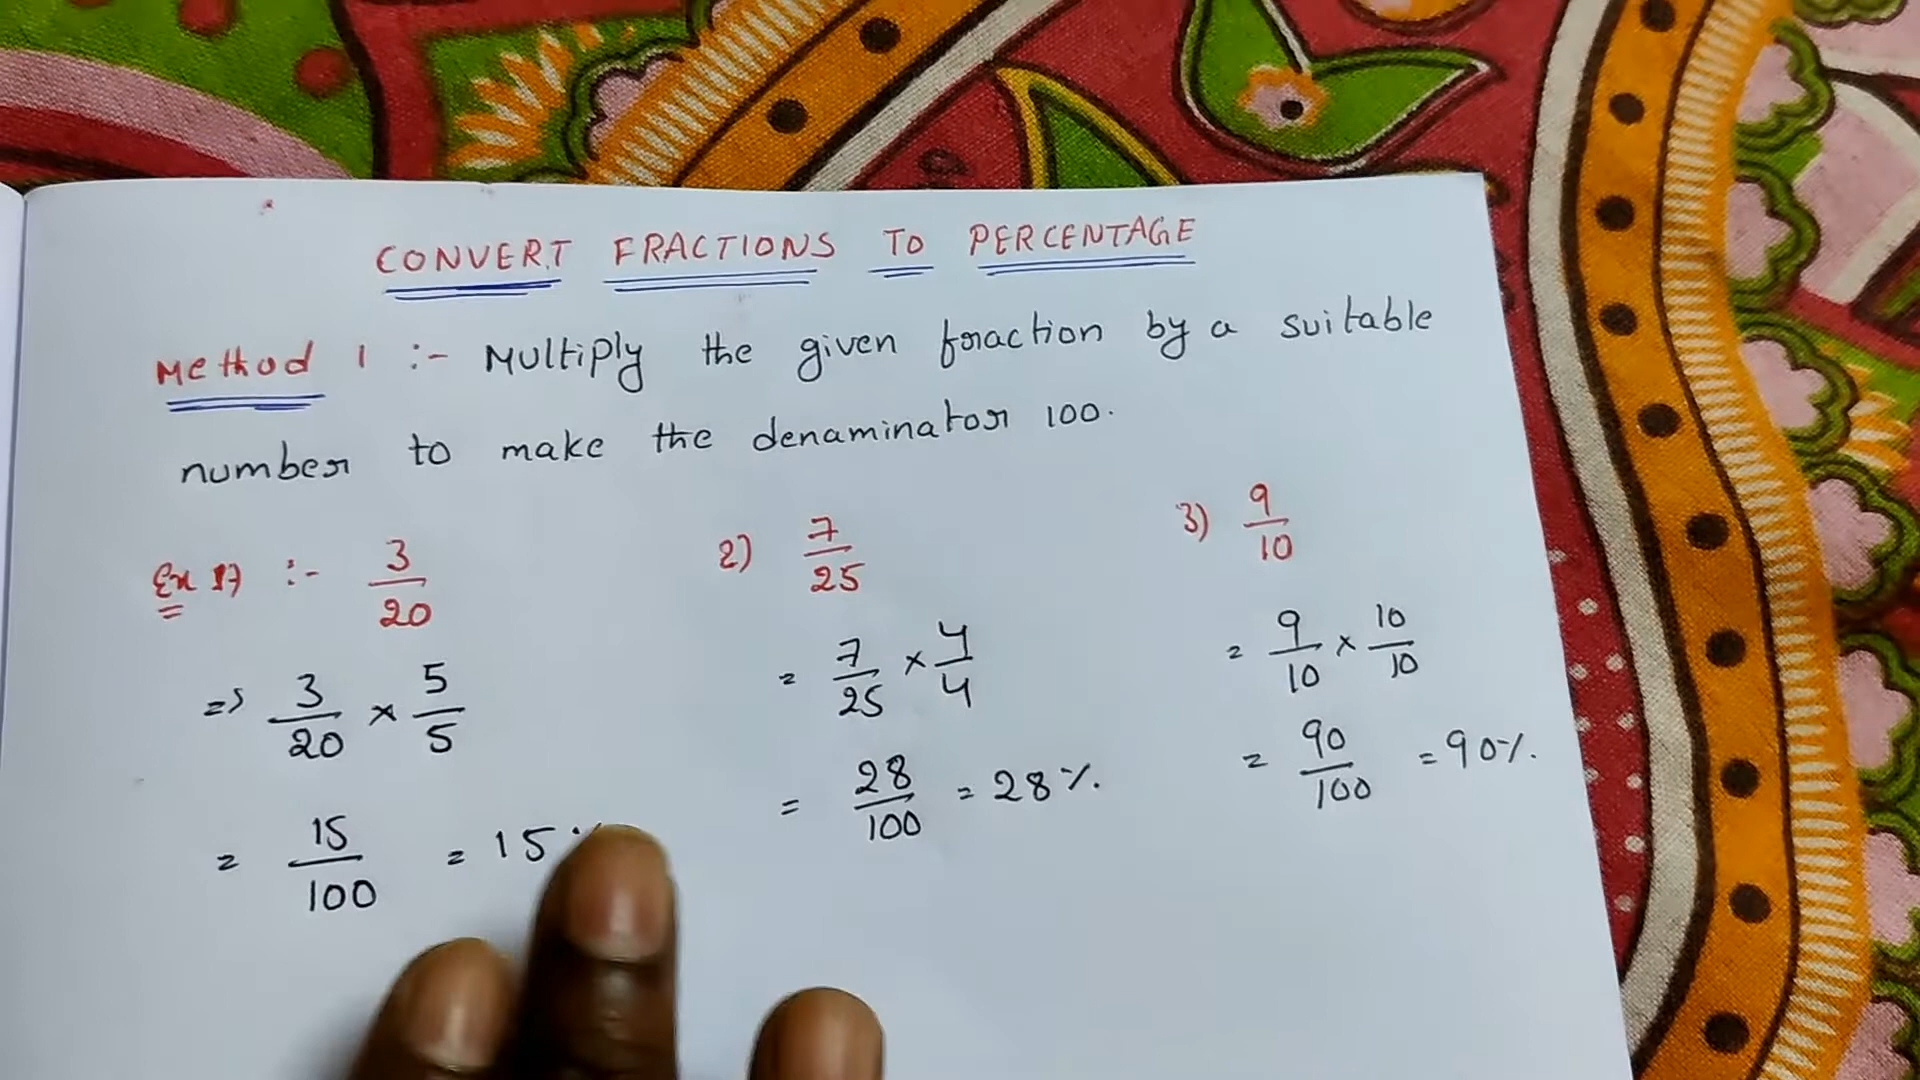 CONVERT FRACTIONS TO PERCENTAGE
Method 1 :- Multiply the given fraction by a suitable
number to make the denaminator 100.
Ex 1) :- 3/20
=> 3/20 × 5/5
= 15/100 = 15%
2) 7/25
= 7/25 × 4/4
= 28/100 = 28%.
3) 9/10
= 9/10 × 10/10
= 90/100 = 90%.